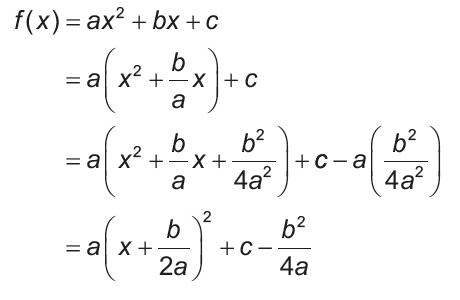 f(x) = ax² + bx + c
= a(x² + b/a x) + c
= a(x² + b/a x + b²/4a²) + c − a(b²/4a²)
= a(x + b/2a)² + c − b²/4a